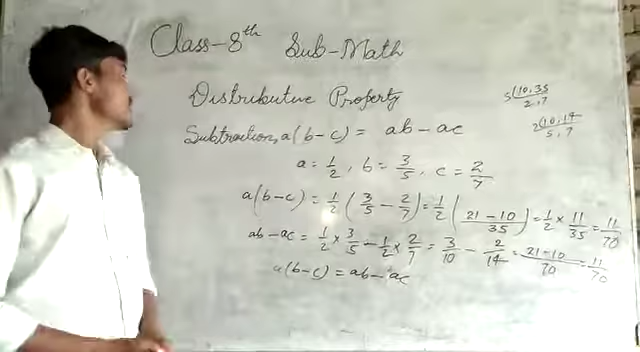 Class-8th Sub-Math
Distributive Property
5(10,35
2,7
Subtraction, a(b-c) = ab-ac
2(10,14
5,7
a = 1/2, b = 3/5, c = 2/7
a(b-c) = 1/2 (3/5 - 2/7) = 1/2 (21-10/35) = 1/2 × 11/35 = 11/70
ab-ac = 1/2 × 3/5 - 1/2 × 2/7 = 3/10 - 2/14 = 21-10/70 = 11/70
a(b-c) = ab-ac